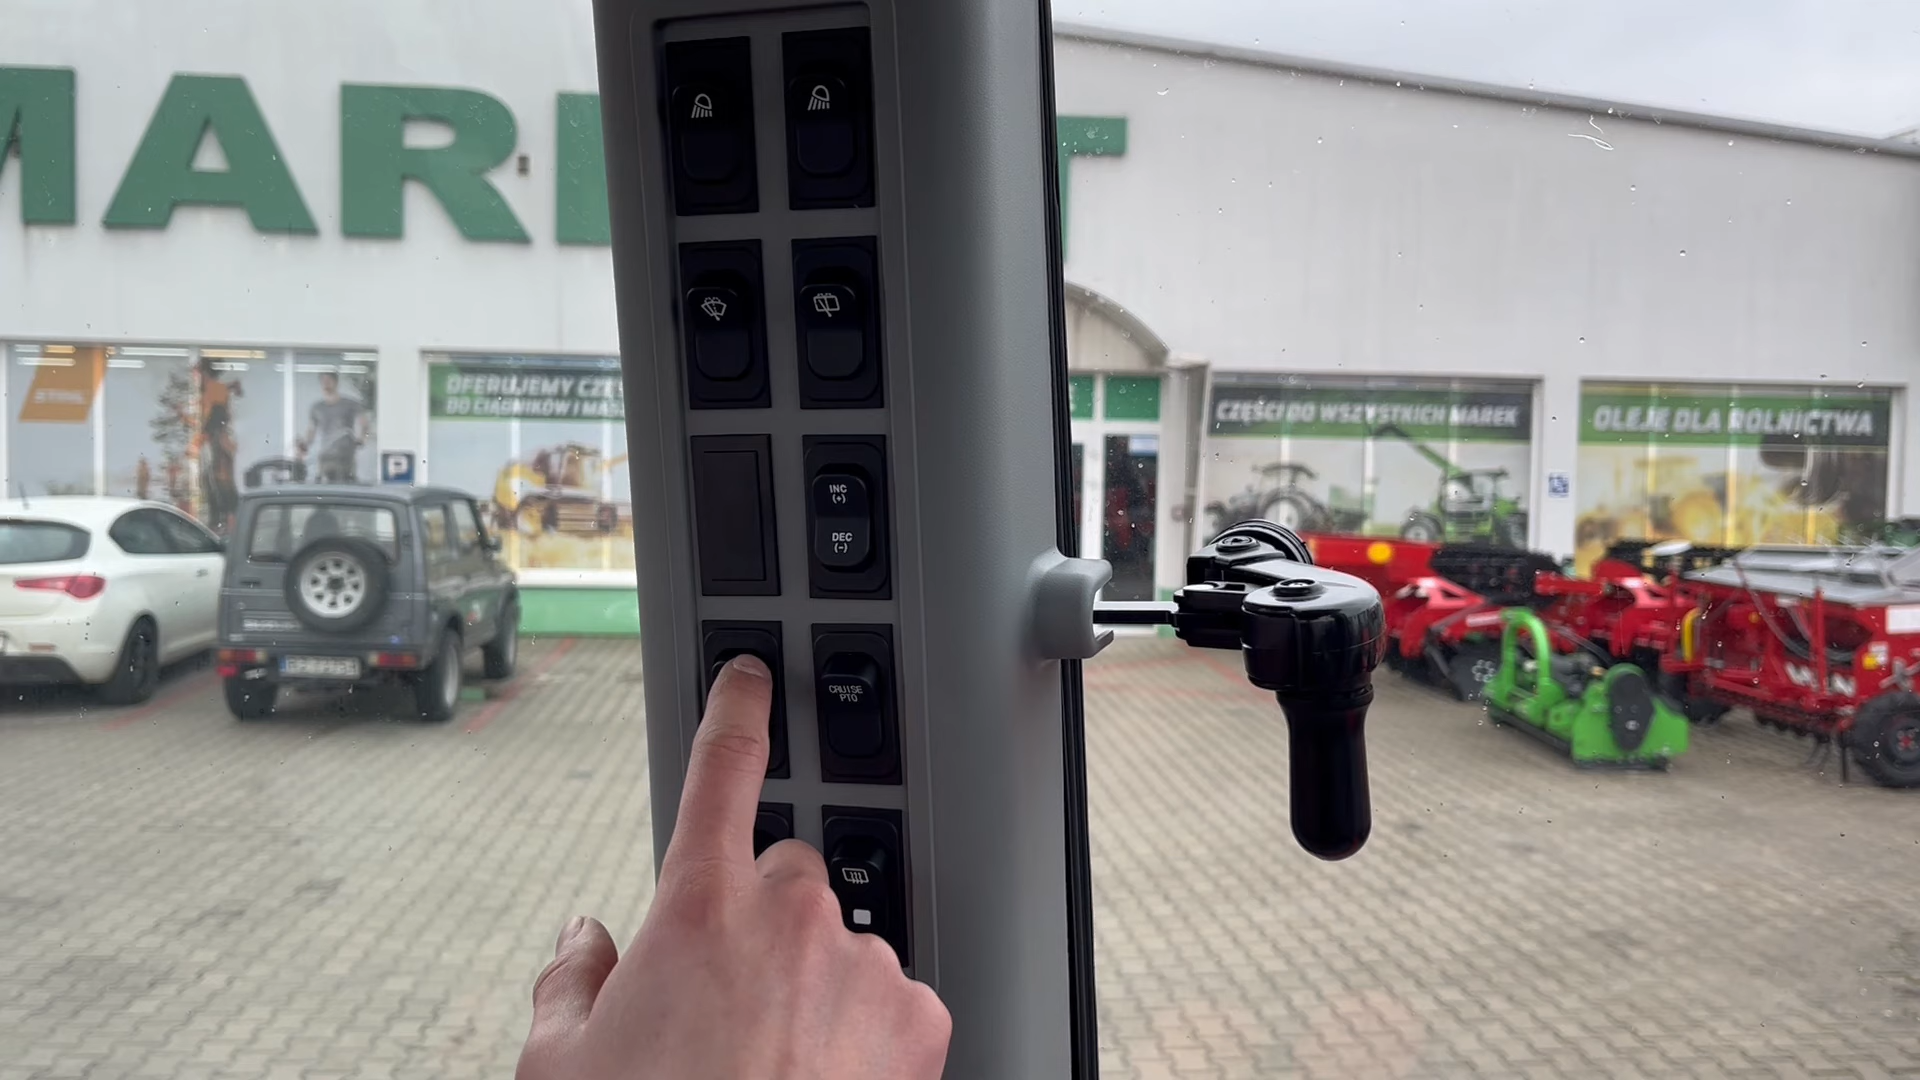 MAR
T
OFERUJEMY CZĘ
DO CIĄGNIKÓW I MAS
CZĘŚCI DO WSZYSTKICH MAREK
OLEJE DLA ROLNICTWA
P
INC
(+)
DEC
(-)
CRUISE
PTO